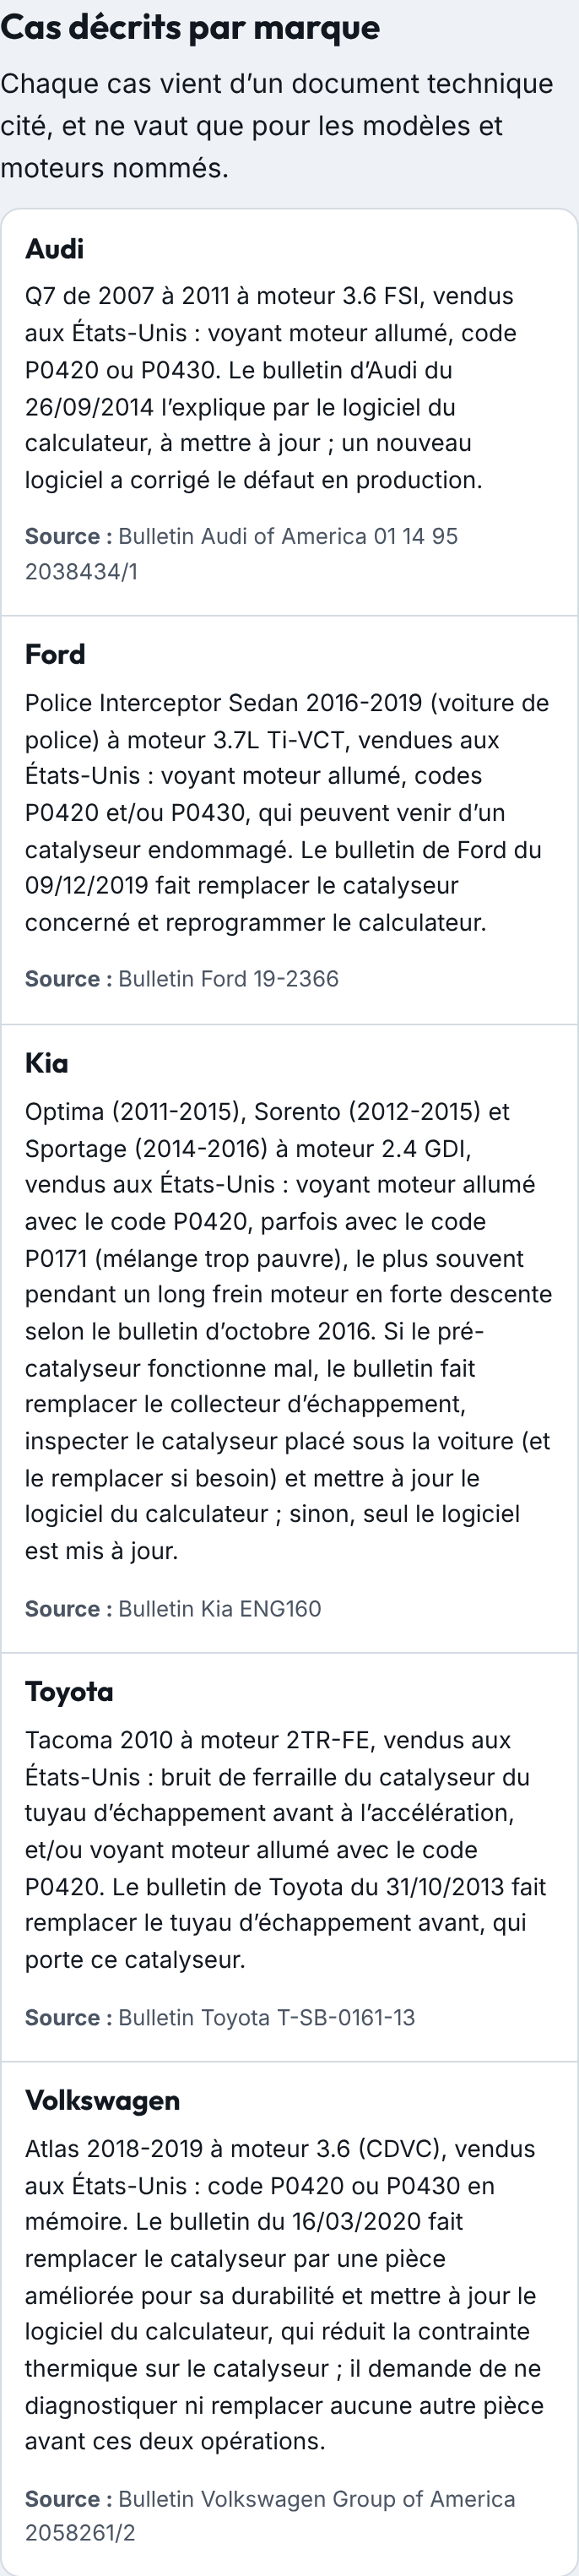 Cas décrits par marque
Chaque cas vient d’un document technique
cité, et ne vaut que pour les modèles et
moteurs nommés.
Audi
Q7 de 2007 à 2011 à moteur 3.6 FSI, vendus
aux États-Unis : voyant moteur allumé, code
P0420 ou P0430. Le bulletin d’Audi du
26/09/2014 l’explique par le logiciel du
calculateur, à mettre à jour ; un nouveau
logiciel a corrigé le défaut en production.
Source : Bulletin Audi of America 01 14 95
2038434/1
Ford
Police Interceptor Sedan 2016-2019 (voiture de
police) à moteur 3.7L Ti-VCT, vendues aux
États-Unis : voyant moteur allumé, codes
P0420 et/ou P0430, qui peuvent venir d’un
catalyseur endommagé. Le bulletin de Ford du
09/12/2019 fait remplacer le catalyseur
concerné et reprogrammer le calculateur.
Source : Bulletin Ford 19-2366
Kia
Optima (2011-2015), Sorento (2012-2015) et
Sportage (2014-2016) à moteur 2.4 GDI,
vendus aux États-Unis : voyant moteur allumé
avec le code P0420, parfois avec le code
P0171 (mélange trop pauvre), le plus souvent
pendant un long frein moteur en forte descente
selon le bulletin d’octobre 2016. Si le pré-
catalyseur fonctionne mal, le bulletin fait
remplacer le collecteur d’échappement,
inspecter le catalyseur placé sous la voiture (et
le remplacer si besoin) et mettre à jour le
logiciel du calculateur ; sinon, seul le logiciel
est mis à jour.
Source : Bulletin Kia ENG160
Toyota
Tacoma 2010 à moteur 2TR-FE, vendus aux
États-Unis : bruit de ferraille du catalyseur du
tuyau d’échappement avant à l’accélération,
et/ou voyant moteur allumé avec le code
P0420. Le bulletin de Toyota du 31/10/2013 fait
remplacer le tuyau d’échappement avant, qui
porte ce catalyseur.
Source : Bulletin Toyota T-SB-0161-13
Volkswagen
Atlas 2018-2019 à moteur 3.6 (CDVC), vendus
aux États-Unis : code P0420 ou P0430 en
mémoire. Le bulletin du 16/03/2020 fait
remplacer le catalyseur par une pièce
améliorée pour sa durabilité et mettre à jour le
logiciel du calculateur, qui réduit la contrainte
thermique sur le catalyseur ; il demande de ne
diagnostiquer ni remplacer aucune autre pièce
avant ces deux opérations.
Source : Bulletin Volkswagen Group of America
2058261/2